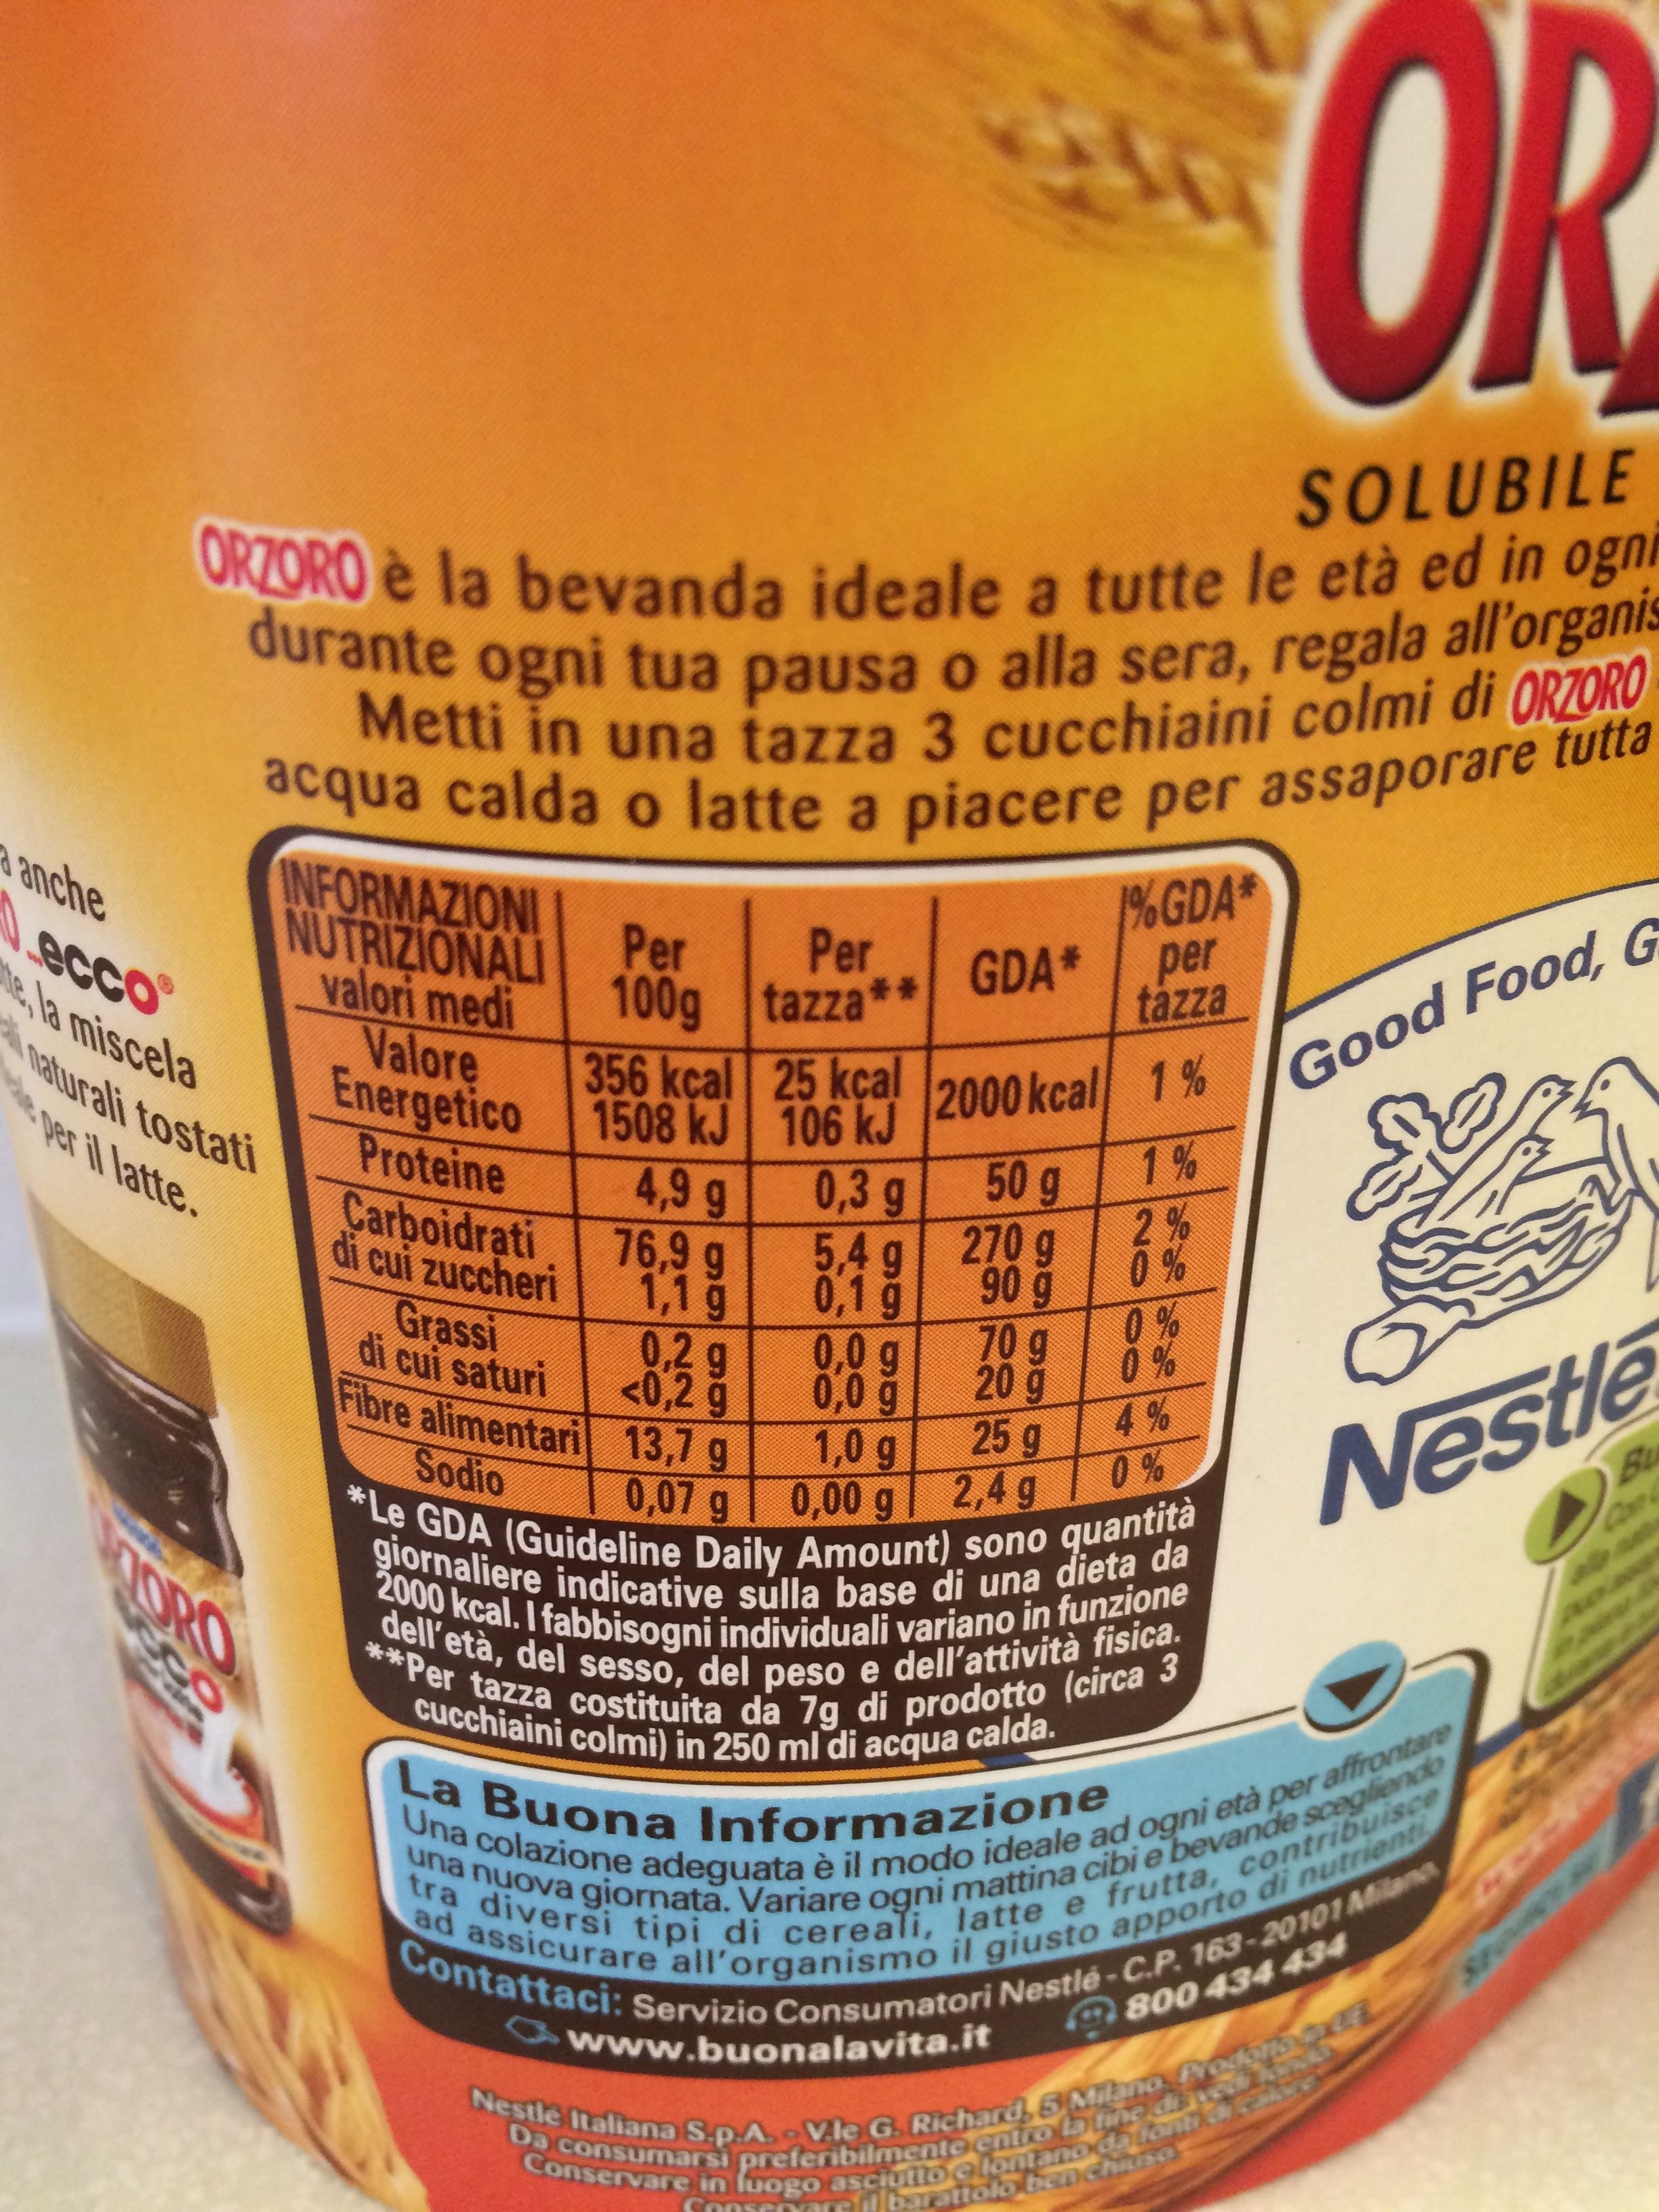 OR
SOLUBILE
ORZORO è la bevanda ideale a tutte le età ed in ogni
durante ogni tua pausa o alla sera, regala all'organis
Metti in una tazza 3 cucchiaini colmi di ORZORO
acqua calda o latte a piacere per assaporare tutta
a anche
O ...ecco®
la miscela
naturali tostati
per il latte.
ORZORO
ecco
INFORMAZIONI NUTRIZIONALI valori medi | Per 100g | Per tazza** | GDA* | %GDA* per tazza
Valore Energetico | 356 kcal 1508 kJ | 25 kcal 106 kJ | 2000 kcal | 1 %
Proteine | 4,9 g | 0,3 g | 50 g | 1 %
Carboidrati | 76,9 g | 5,4 g | 270 g | 2 %
di cui zuccheri | 1,1 g | 0,1 g | 90 g | 0 %
Grassi | 0,2 g | 0,0 g | 70 g | 0 %
di cui saturi | <0,2 g | 0,0 g | 20 g | 0 %
Fibre alimentari | 13,7 g | 1,0 g | 25 g | 4 %
Sodio | 0,07 g | 0,00 g | 2,4 g | 0 %
*Le GDA (Guideline Daily Amount) sono quantità
giornaliere indicative sulla base di una dieta da
2000 kcal. I fabbisogni individuali variano in funzione
dell'età, del sesso, del peso e dell'attività fisica.
**Per tazza costituita da 7g di prodotto (circa 3
cucchiaini colmi) in 250 ml di acqua calda.
Good Food, G
Nestlé
La Buona Informazione
Una colazione adeguata è il modo ideale ad ogni età per affrontare
una nuova giornata. Variare ogni mattina cibi e bevande scegliendo
tra diversi tipi di cereali, latte e frutta, contribuisce
ad assicurare all'organismo il giusto apporto di nutrienti.
Contattaci: Servizio Consumatori Nestlé - C.P. 163 - 20101 Milano.
www.buonalavita.it 800 434 434
Nestlé Italiana S.p.A. - V.le G. Richard, 5 Milano. Prodotto in UE.
Da consumarsi preferibilmente entro la fine di: vedi fondo.
Conservare in luogo asciutto e lontano da fonti di calore.
Conservare il barattolo ben chiuso.